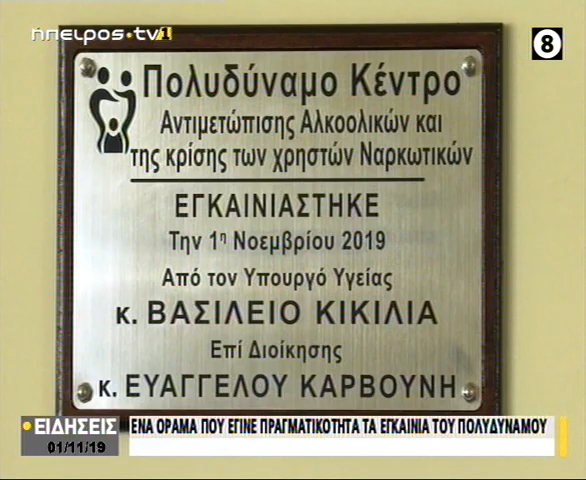 ηπειρος·tv1
8
Πολυδύναμο Κέντρο
Αντιμετώπισης Αλκοολικών και
της κρίσης των χρηστών Ναρκωτικών
ΕΓΚΑΙΝΙΑΣΤΗΚΕ
Την 1η Νοεμβρίου 2019
Από τον Υπουργό Υγείας
κ. ΒΑΣΙΛΕΙΟ ΚΙΚΙΛΙΑ
Επί Διοίκησης
κ. ΕΥΑΓΓΕΛΟΥ ΚΑΡΒΟΥΝΗ
ΕΙΔΗΣΕΙΣ
ΕΝΑ ΟΡΑΜΑ ΠΟΥ ΕΓΙΝΕ ΠΡΑΓΜΑΤΙΚΟΤΗΤΑ ΤΑ ΕΓΚΑΙΝΙΑ ΤΟΥ ΠΟΛΥΔΥΝΑΜΟΥ
01/11/19